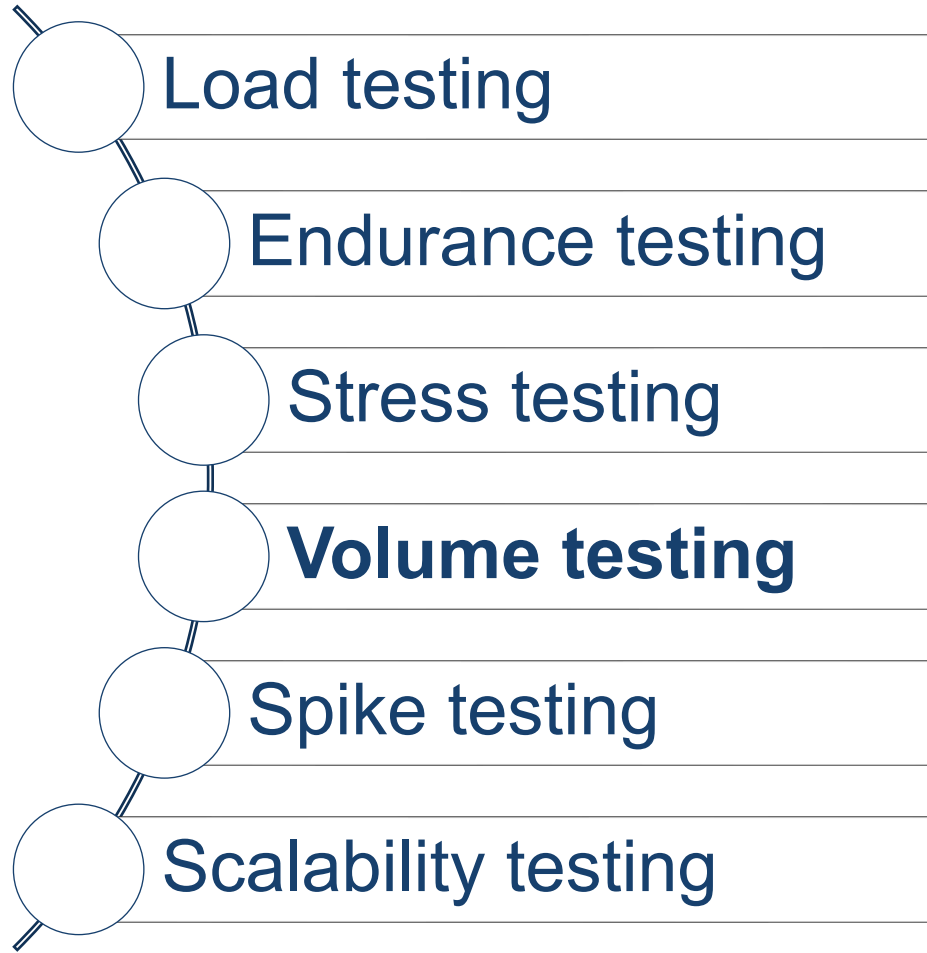 Load testing
Endurance testing
Stress testing
Volume testing
Spike testing
Scalability testing